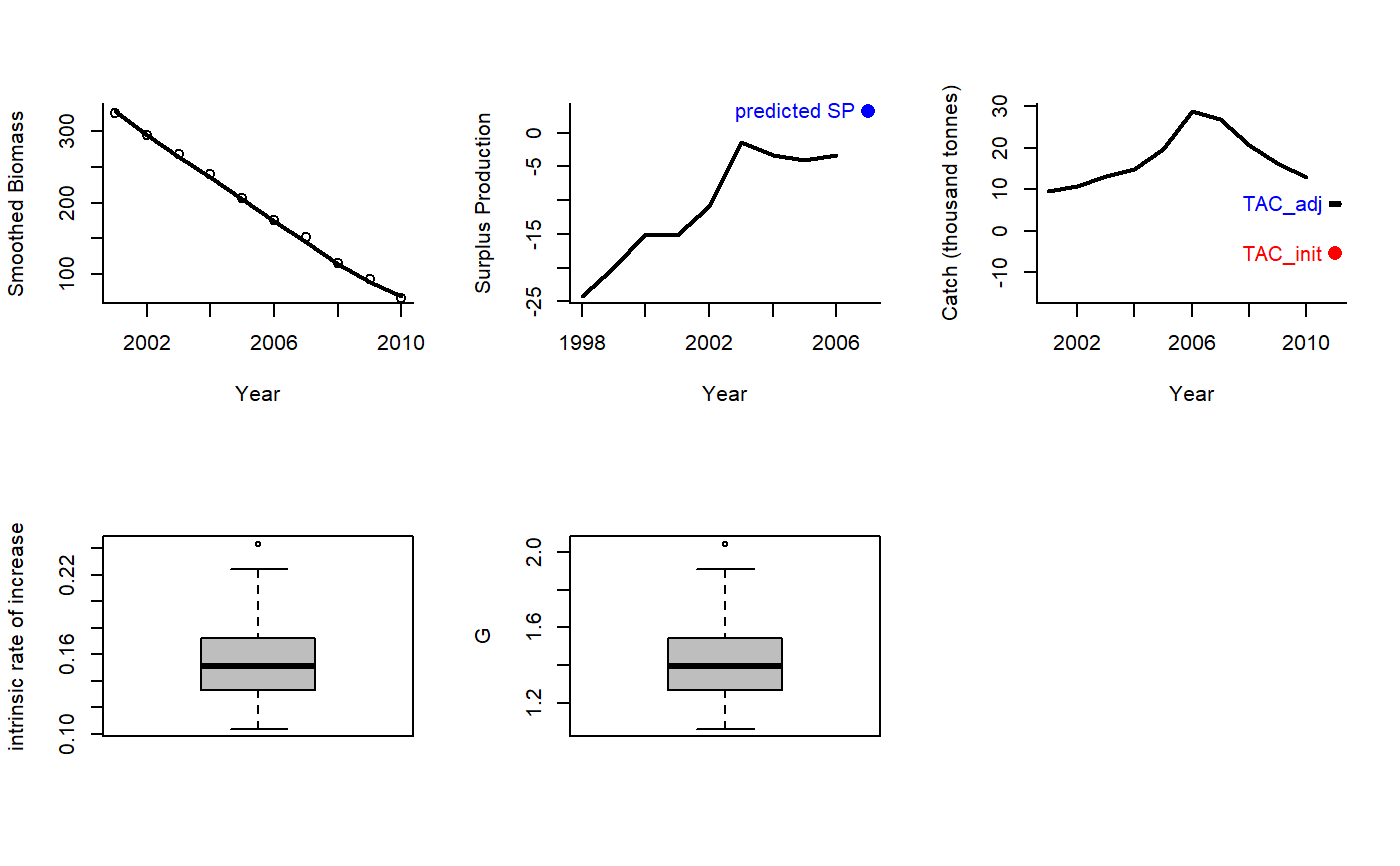 Smoothed Biomass
300
200
100
2002
2006
2010
Year
Surplus Production
predicted SP
0
-5
-15
-25
1998
2002
2006
Year
Catch (thousand tonnes)
30
20
10
0
-10
TAC_adj
TAC_init
2002
2006
2010
Year
intrinsic rate of increase
0.22
0.16
0.10
G
2.0
1.6
1.2